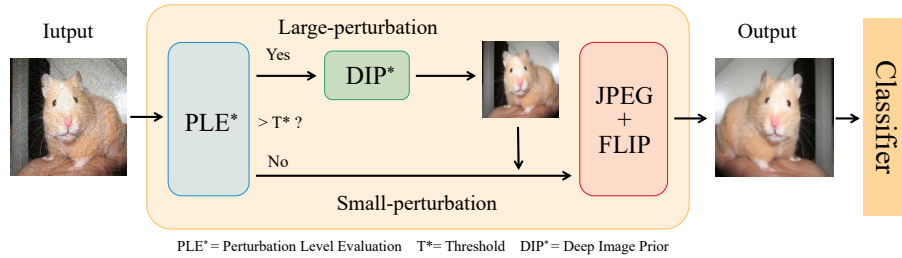 Iutput
Large-perturbation
Output
Yes
DIP*
PLE*
> T* ?
JPEG
+
FLIP
No
Small-perturbation
Classifier
PLE* = Perturbation Level Evaluation T*= Threshold DIP* = Deep Image Prior